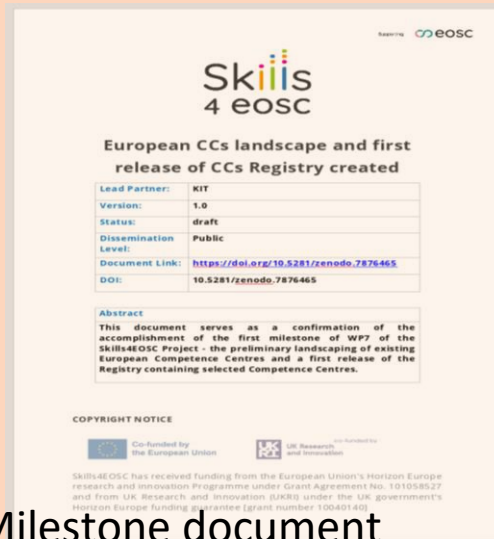 eosc
Skills
4 eosc
European CCs landscape and first
release of CCs Registry created
Lead Partner: KIT
Version: 1.0
Status: draft
Dissemination Level: Public
Document Link: https://doi.org/10.5281/zenodo.7876465
DOI: 10.5281/zenodo.7876465
Abstract
This document serves as a confirmation of the
accomplishment of the first milestone of WP7 of the
Skills4EOSC Project - the preliminary landscaping of existing
European Competence Centres and a first release of the
Registry containing selected Competence Centres.
COPYRIGHT NOTICE
Co-funded by
the European Union
co-funded by
UK Research
and Innovation
Skills4EOSC has received funding from the European Union's Horizon Europe
research and innovation Programme under Grant Agreement No. 101058527
and from UK Research and Innovation (UKRI) under the UK government's
Horizon Europe funding guarantee [grant number 10040140]
Milestone document